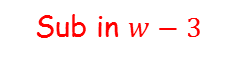 Sub in 𝑤 − 3